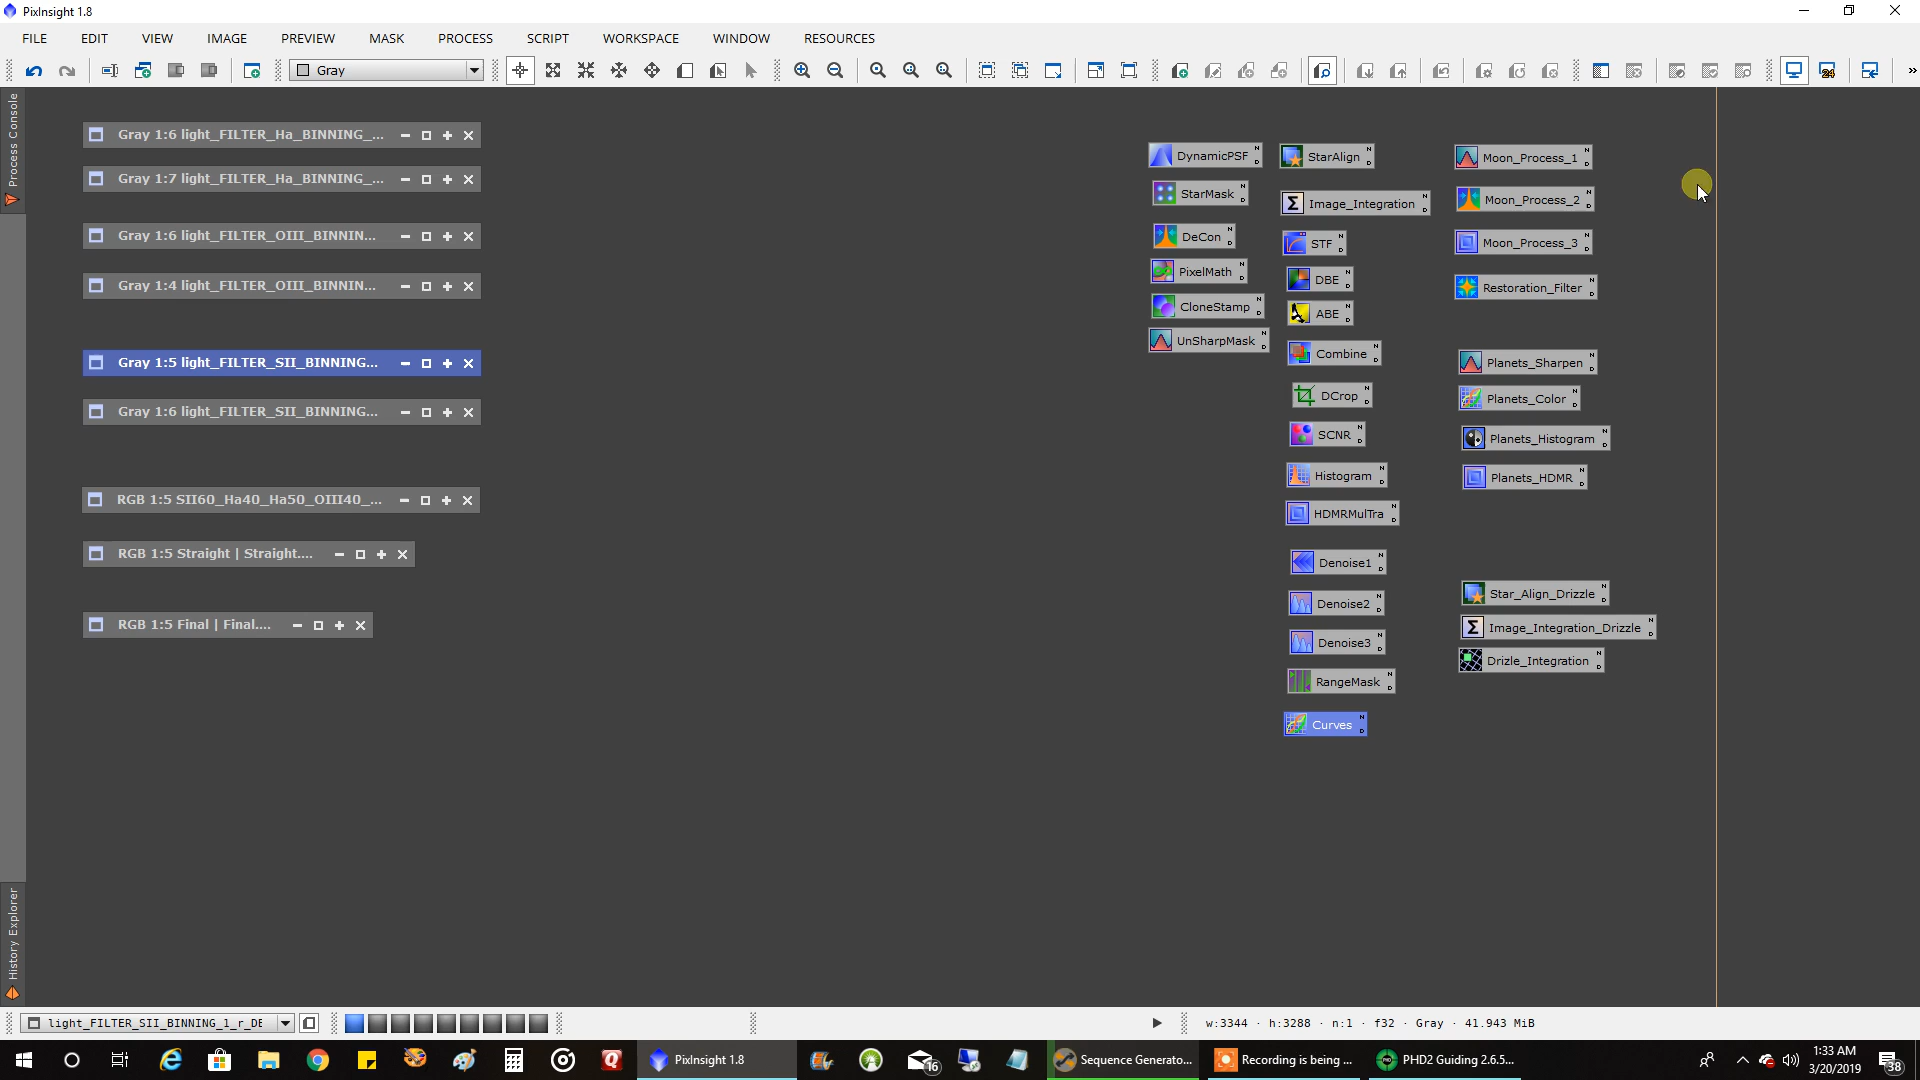 PixInsight 1.8
FILE EDIT VIEW IMAGE PREVIEW MASK PROCESS SCRIPT WORKSPACE WINDOW RESOURCES
Gray
24
»
Process Console
Gray 1:6 light_FILTER_Ha_BINNING_...
Gray 1:7 light_FILTER_Ha_BINNING_...
Gray 1:6 light_FILTER_OIII_BINNIN...
Gray 1:4 light_FILTER_OIII_BINNIN...
Gray 1:5 light_FILTER_SII_BINNING...
Gray 1:6 light_FILTER_SII_BINNING...
RGB 1:5 SII60_Ha40_Ha50_OIII40_...
RGB 1:5 Straight | Straight....
RGB 1:5 Final | Final....
DynamicPSF
StarMask
DeCon
PixelMath
CloneStamp
UnSharpMask
StarAlign
Image_Integration
STF
DBE
ABE
Combine
DCrop
SCNR
Histogram
HDMRMulTra
Denoise1
Denoise2
Denoise3
RangeMask
Curves
Moon_Process_1
Moon_Process_2
Moon_Process_3
Restoration_Filter
Planets_Sharpen
Planets_Color
Planets_Histogram
Planets_HDMR
Star_Align_Drizzle
Image_Integration_Drizzle
Drizle_Integration
History Explorer
light_FILTER_SII_BINNING_1_r_DE
w:3344 · h:3288 · n:1 · f32 · Gray · 41.943 MiB
PixInsight 1.8
16
Sequence Generato...
Recording is being ...
PHD2 Guiding 2.6.5...
1:33 AM
3/20/2019
38